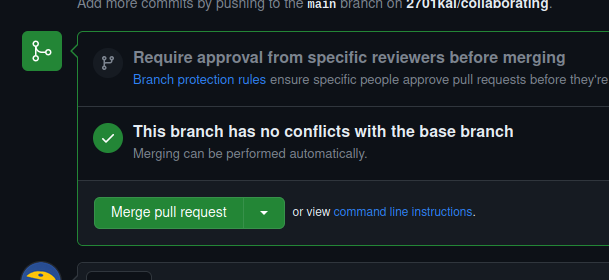 Add more commits by pushing to the main branch on 2701kai/collaborating.
Require approval from specific reviewers before merging
Branch protection rules ensure specific people approve pull requests before they're
This branch has no conflicts with the base branch
Merging can be performed automatically.
Merge pull request or view command line instructions.